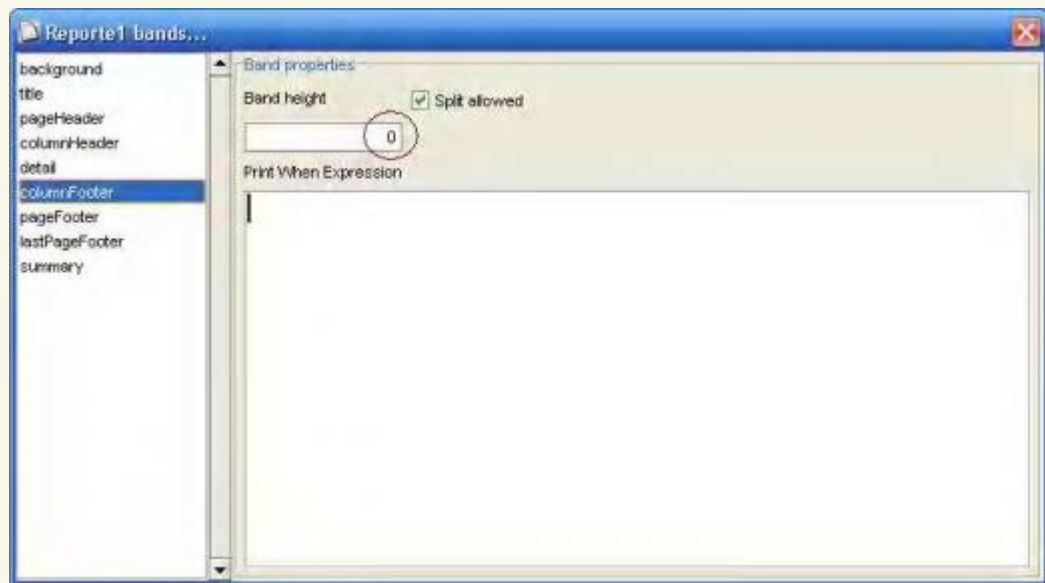 Reporte1 bands...
background
title
pageHeader
columnHeader
detail
columnFooter
pageFooter
lastPageFooter
summary
Band properties
Band height
Split allowed
0
Print When Expression